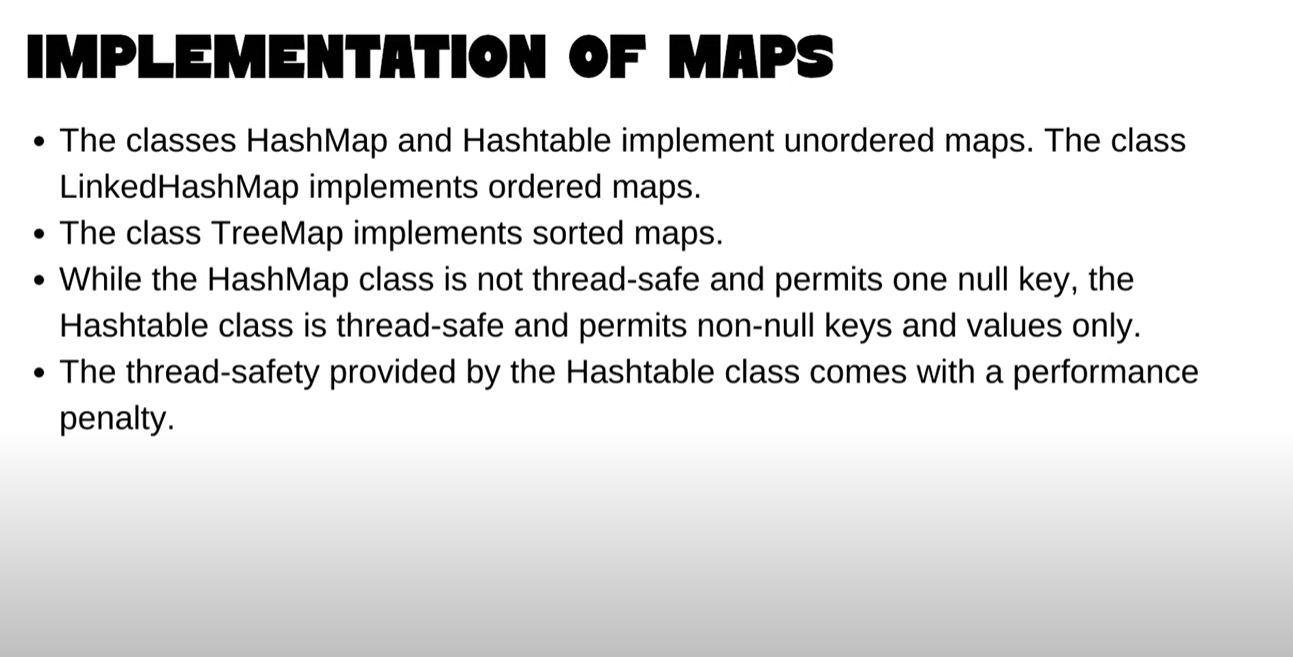 IMPLEMENTATION OF MAPS
• The classes HashMap and Hashtable implement unordered maps. The class
LinkedHashMap implements ordered maps.
• The class TreeMap implements sorted maps.
• While the HashMap class is not thread-safe and permits one null key, the
Hashtable class is thread-safe and permits non-null keys and values only.
• The thread-safety provided by the Hashtable class comes with a performance
penalty.